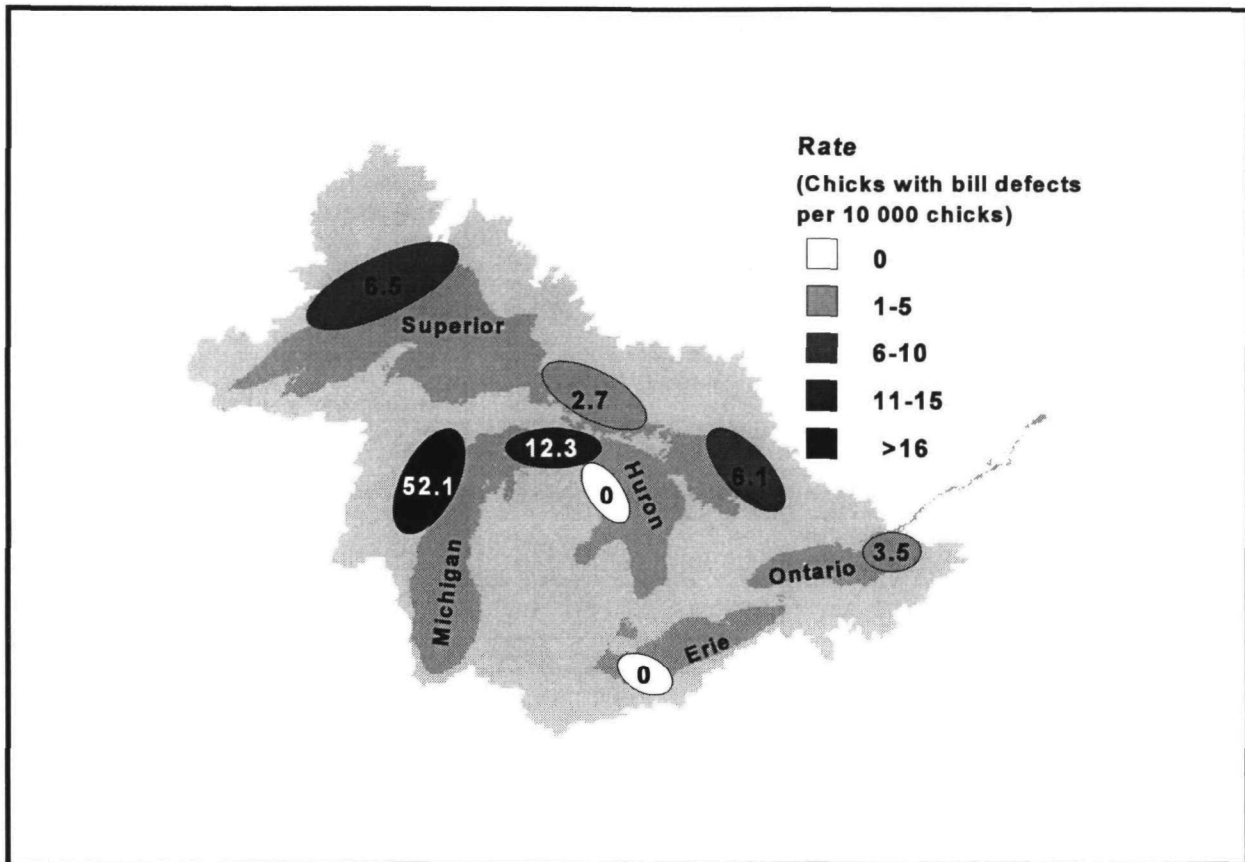 Rate
(Chicks with bill defects
per 10 000 chicks)
0
1-5
6-10
11-15
>16
6.5
Superior
2.7
12.3
52.1
0
Huron
6.1
3.5
Ontario
Michigan
Erie
0